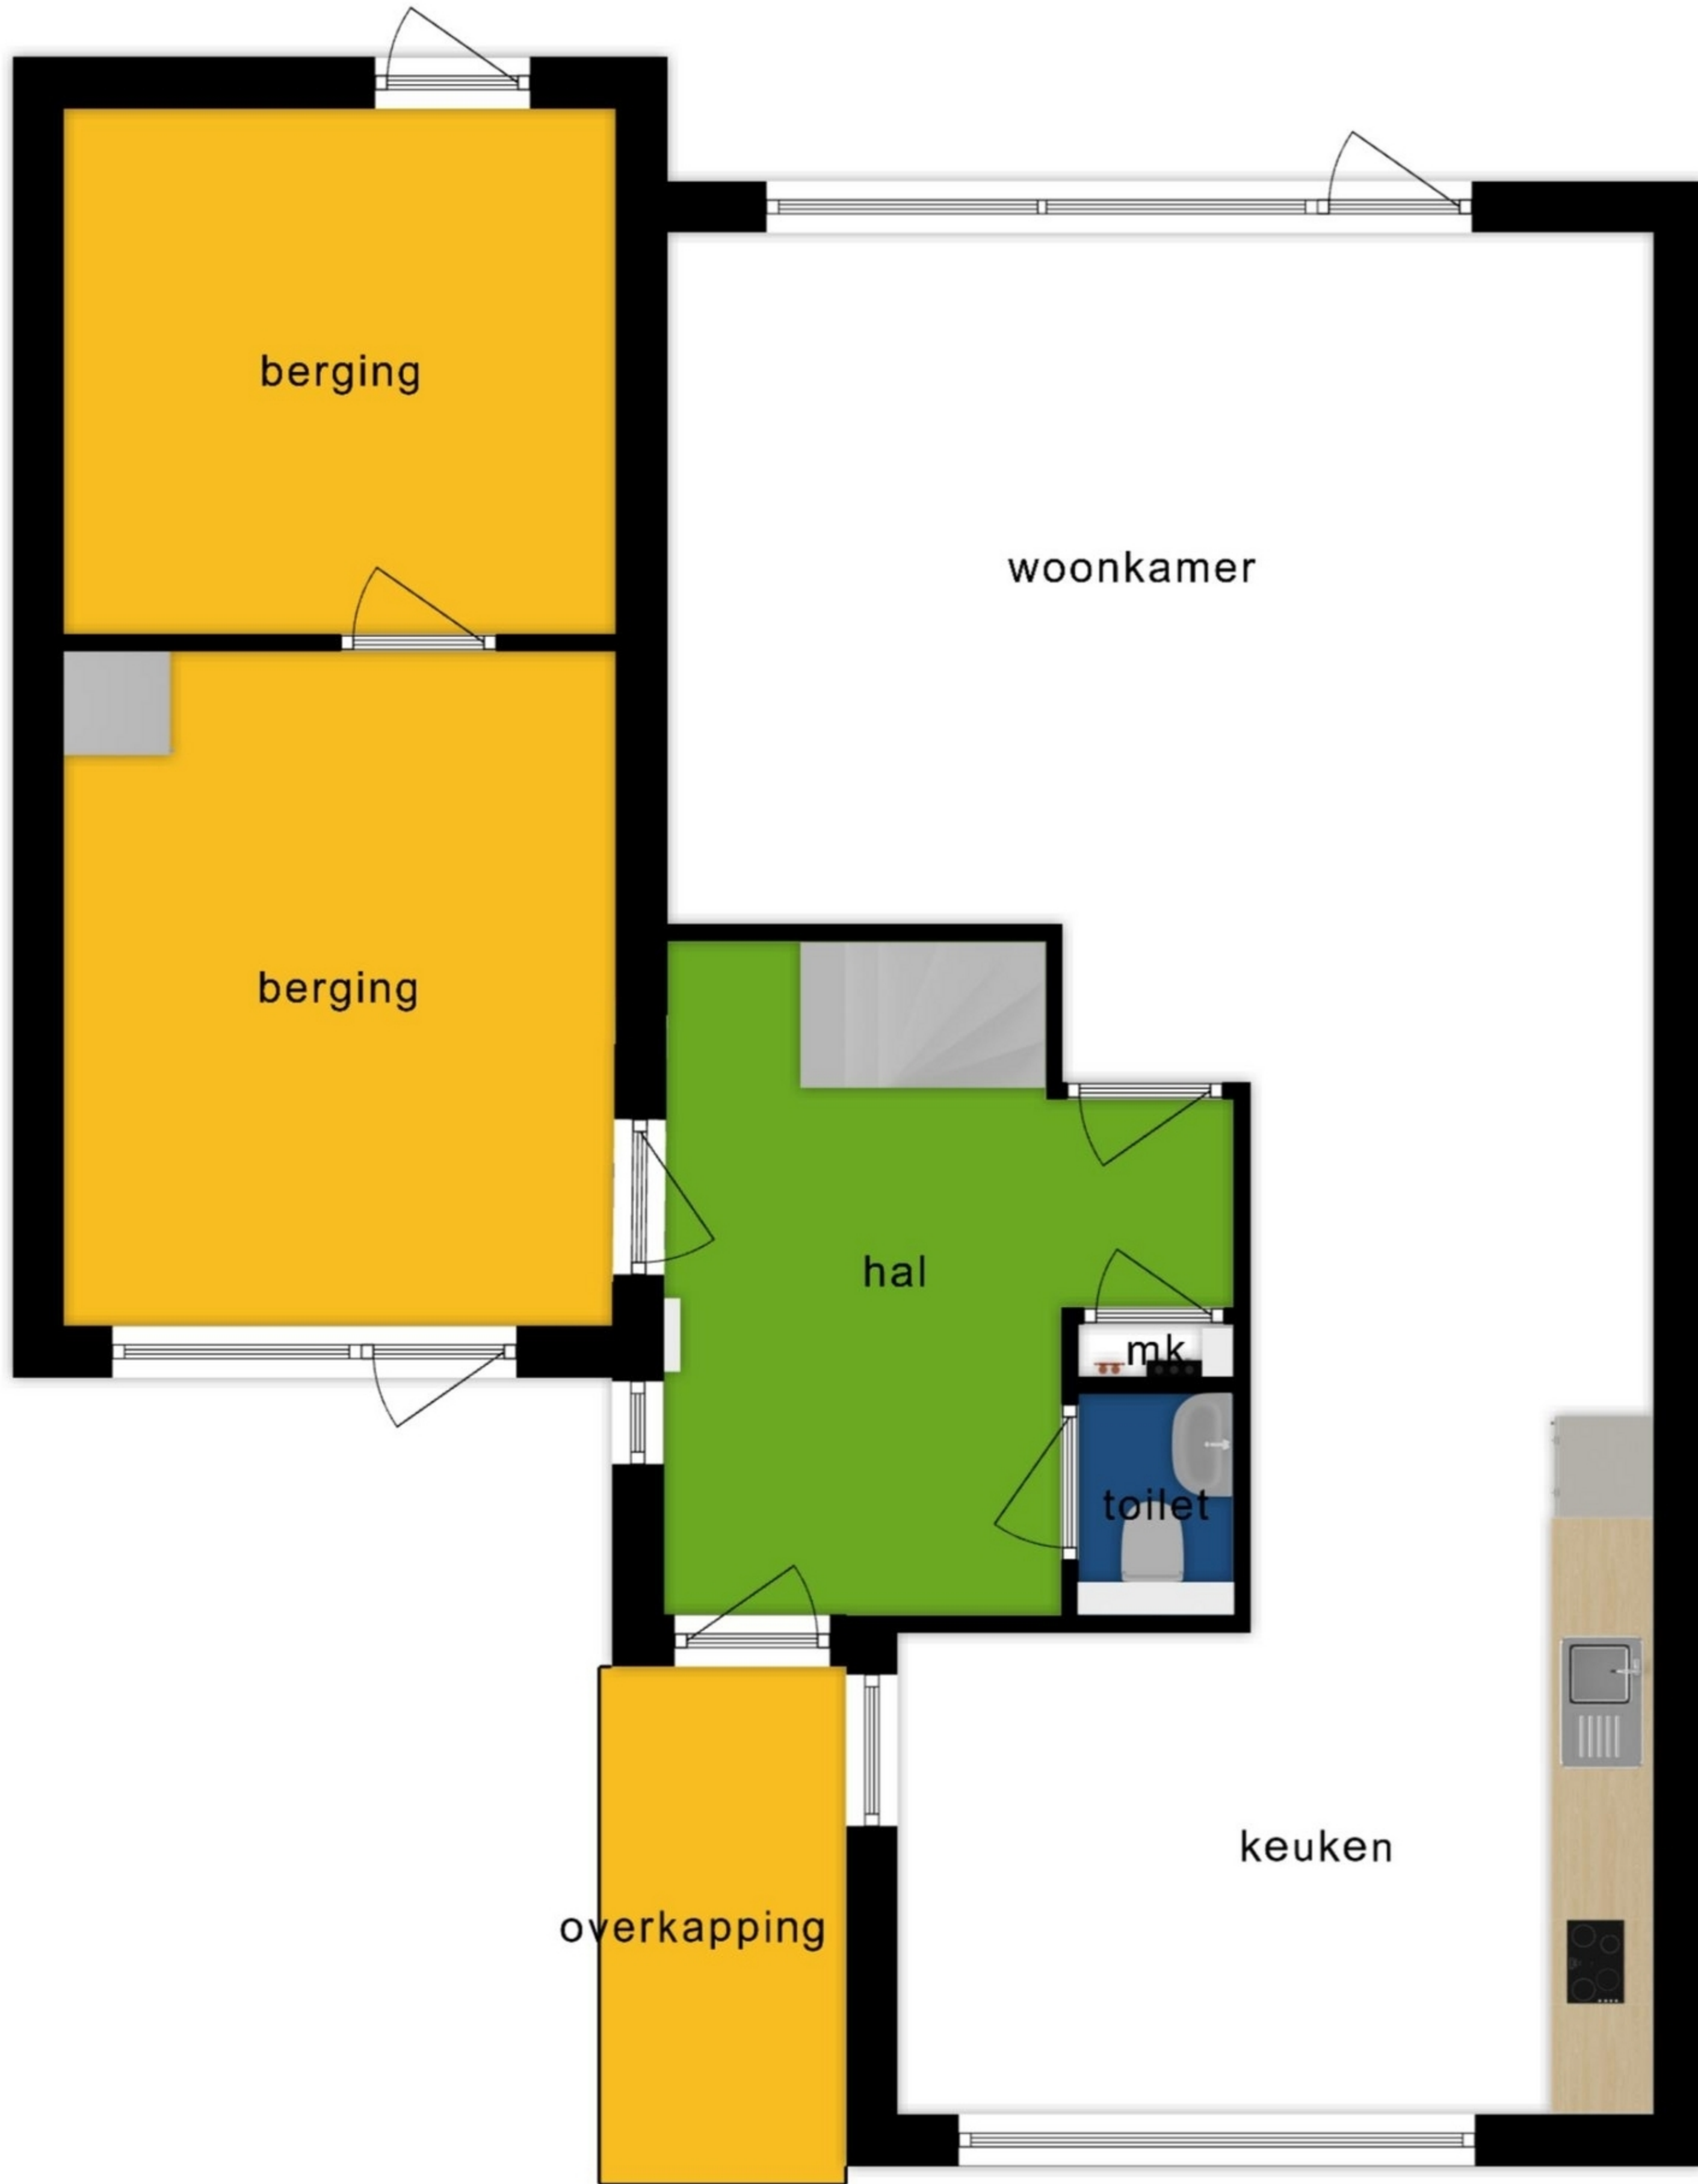 berging
woonkamer
berging
hal
mk
toilet
keuken
overkapping